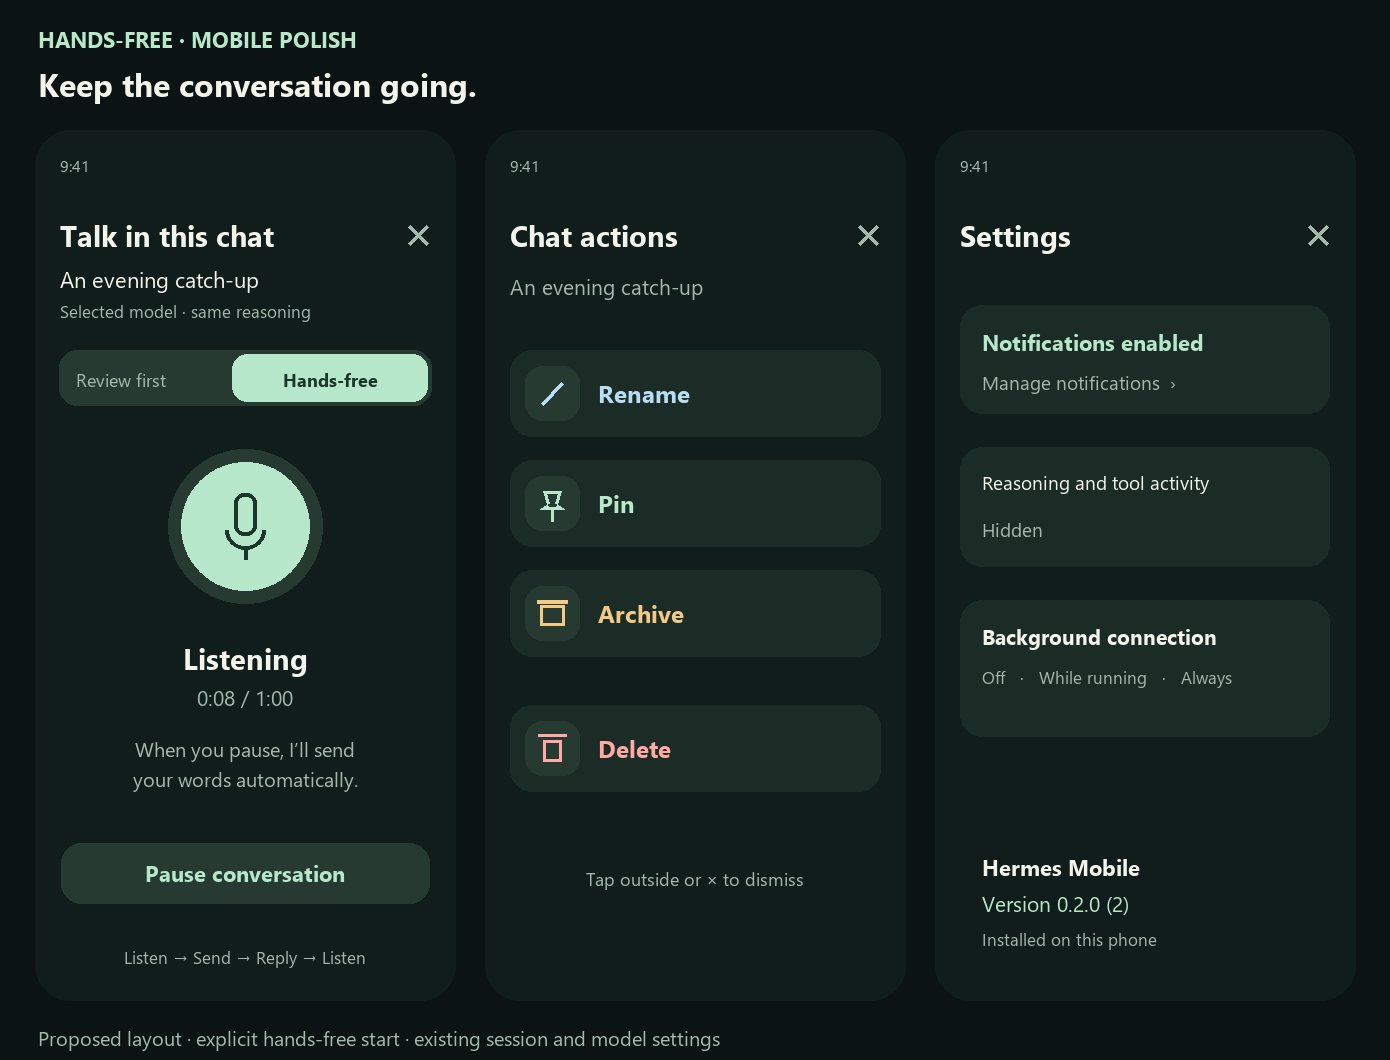 HANDS-FREE · MOBILE POLISH
Keep the conversation going.
9:41
Talk in this chat
An evening catch-up
Selected model · same reasoning
Review first
Hands-free
Listening
0:08 / 1:00
When you pause, I’ll send
your words automatically.
Pause conversation
Listen → Send → Reply → Listen
9:41
Chat actions
An evening catch-up
Rename
Pin
Archive
Delete
Tap outside or × to dismiss
9:41
Settings
Notifications enabled
Manage notifications ›
Reasoning and tool activity
Hidden
Background connection
Off · While running · Always
Hermes Mobile
Version 0.2.0 (2)
Installed on this phone
Proposed layout · explicit hands-free start · existing session and model settings